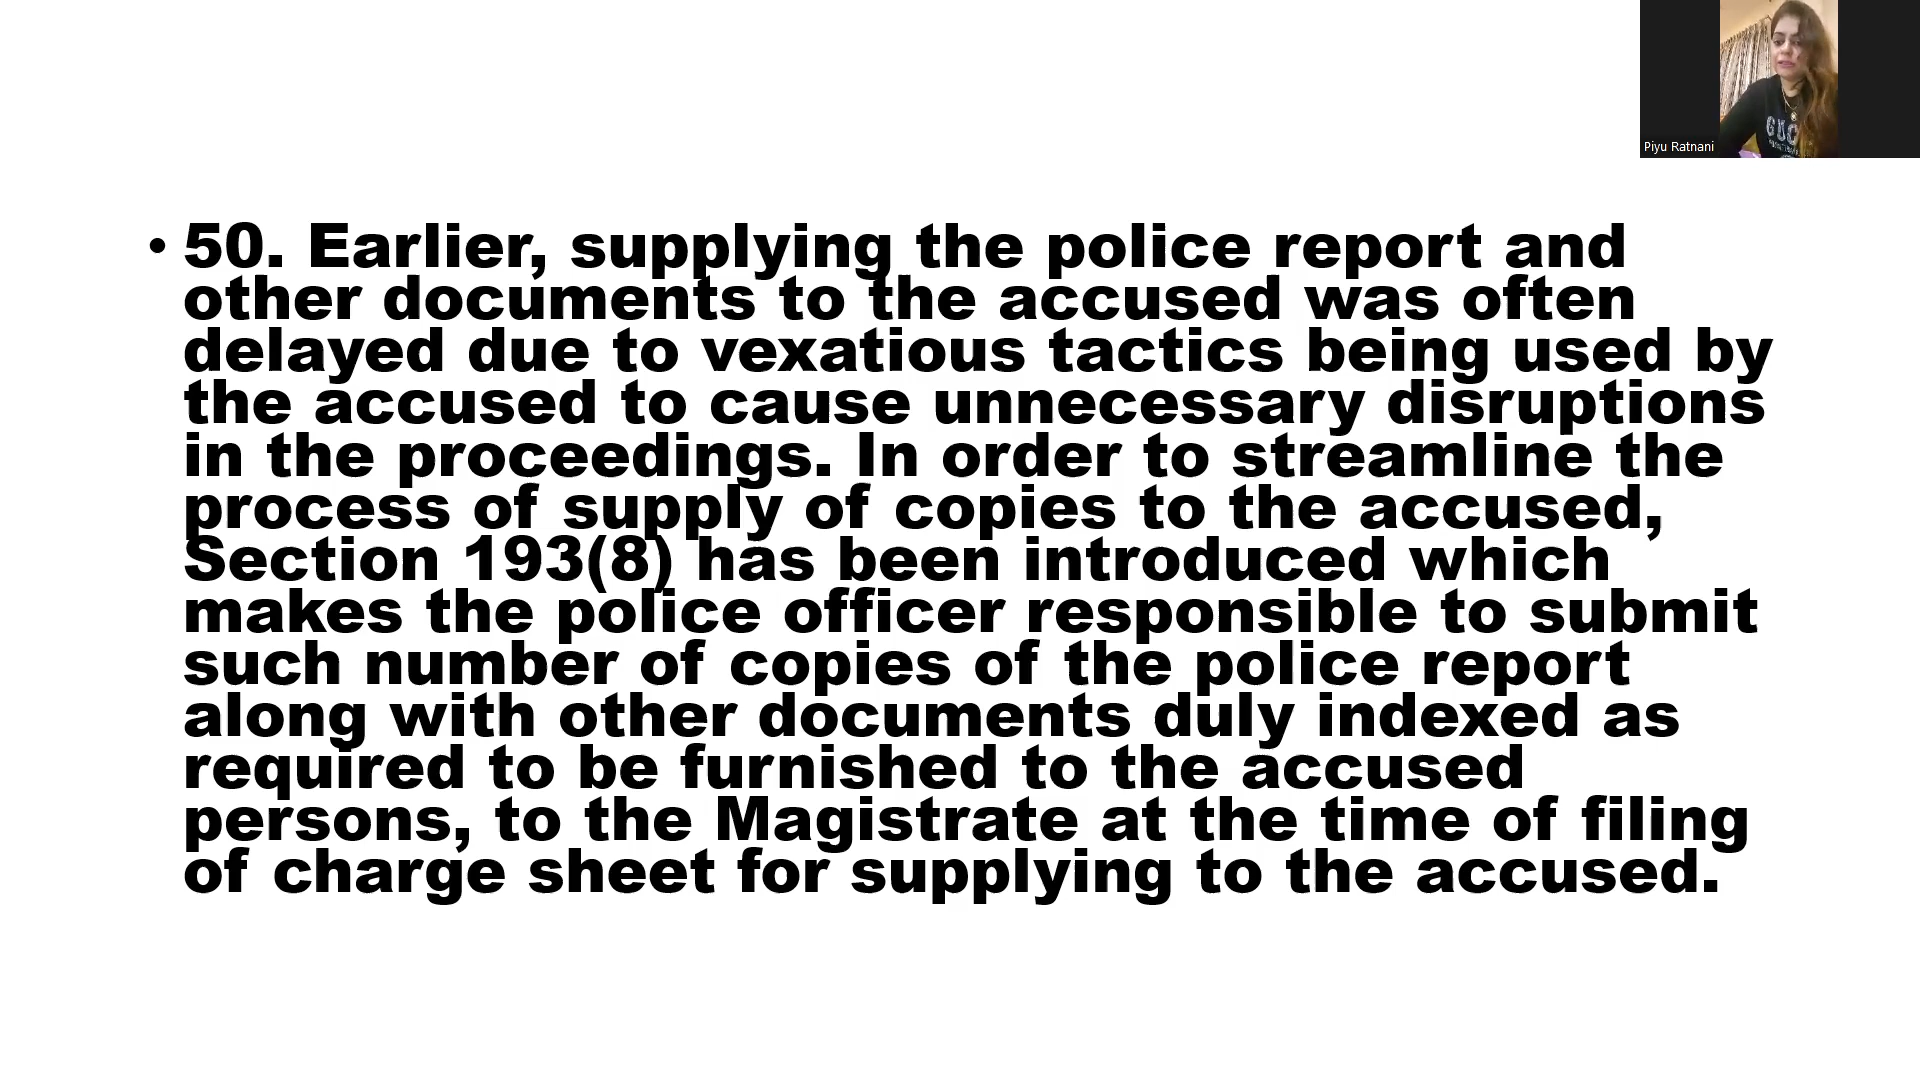 Piyu Ratnani
• 50. Earlier, supplying the police report and
other documents to the accused was often
delayed due to vexatious tactics being used by
the accused to cause unnecessary disruptions
in the proceedings. In order to streamline the
process of supply of copies to the accused,
Section 193(8) has been introduced which
makes the police officer responsible to submit
such number of copies of the police report
along with other documents duly indexed as
required to be furnished to the accused
persons, to the Magistrate at the time of filing
of charge sheet for supplying to the accused.